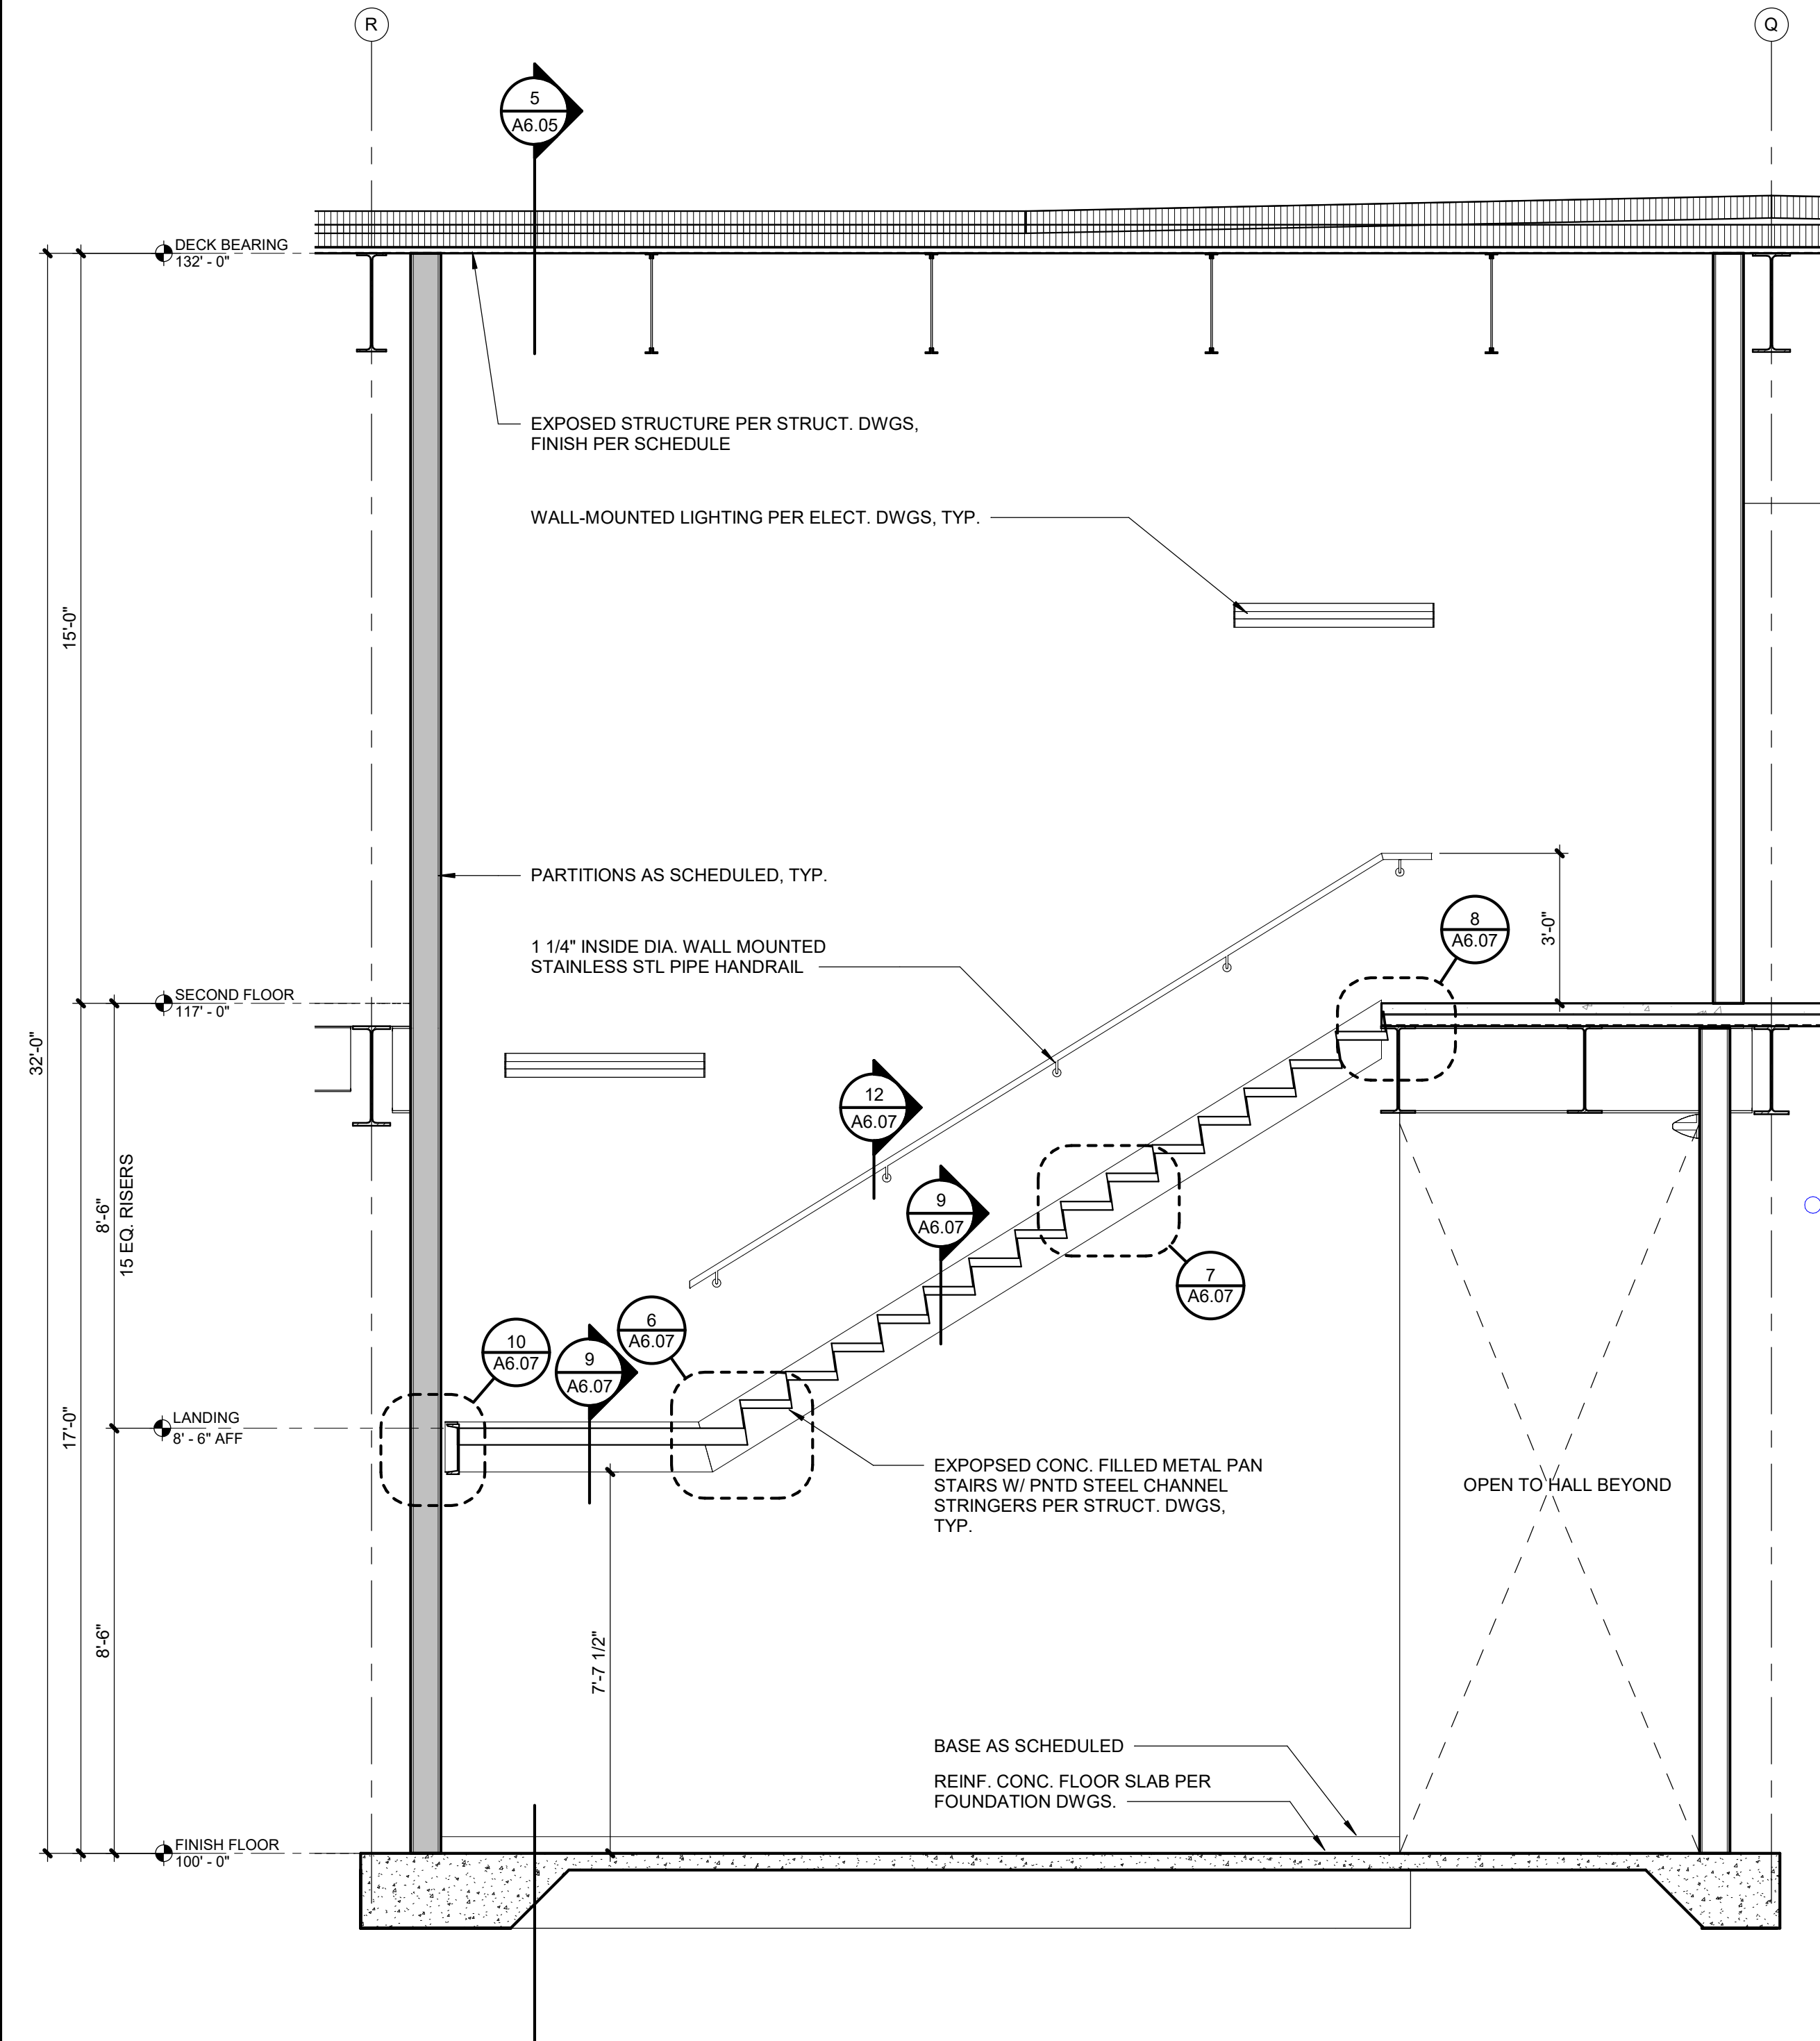 R
Q
5
A6.05
DECK BEARING
132' - 0"
EXPOSED STRUCTURE PER STRUCT. DWGS,
FINISH PER SCHEDULE
WALL-MOUNTED LIGHTING PER ELECT. DWGS, TYP.
15'-0"
PARTITIONS AS SCHEDULED, TYP.
1 1/4" INSIDE DIA. WALL MOUNTED
STAINLESS STL PIPE HANDRAIL
8
A6.07
3'-0"
SECOND FLOOR
117' - 0"
32'-0"
12
A6.07
9
A6.07
8'-6"
15 EQ. RISERS
7
A6.07
6
A6.07
10
A6.07
9
A6.07
LANDING
8' - 6" AFF
17'-0"
EXPOPSED CONC. FILLED METAL PAN
STAIRS W/ PNTD STEEL CHANNEL
STRINGERS PER STRUCT. DWGS,
TYP.
OPEN TO HALL BEYOND
8'-6"
7'-7 1/2"
BASE AS SCHEDULED
REINF. CONC. FLOOR SLAB PER
FOUNDATION DWGS.
FINISH FLOOR
100' - 0"